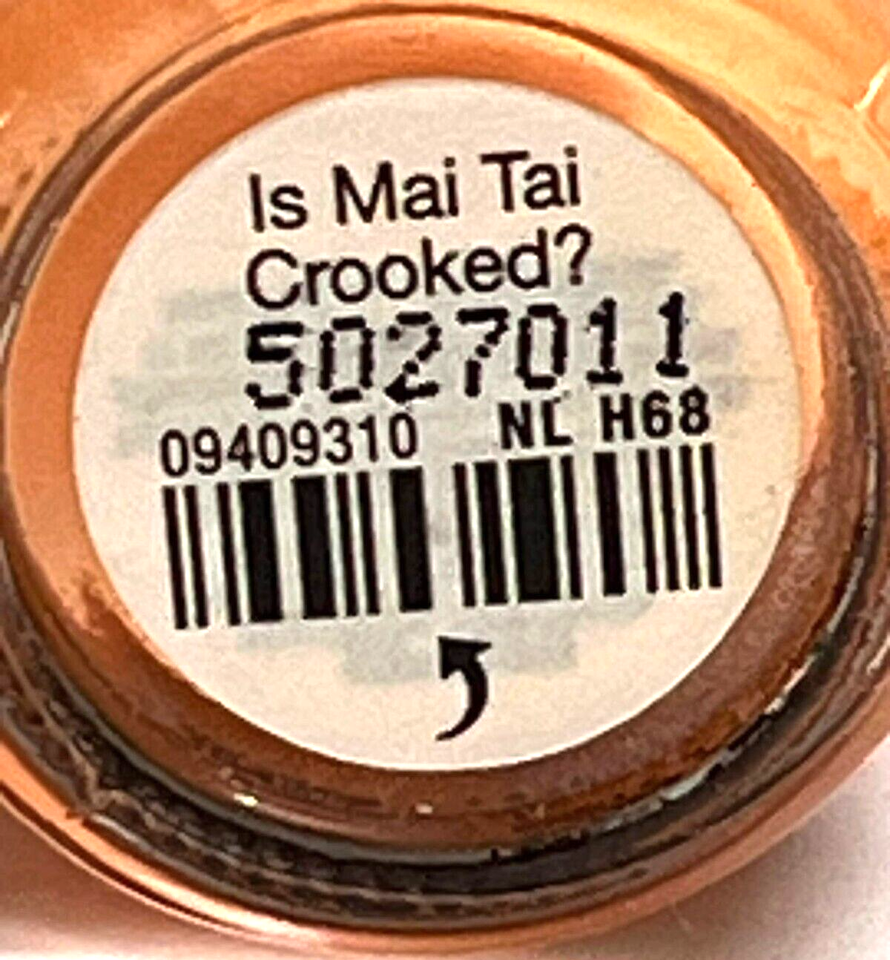 Is Mai Tai
Crooked?
5027011
09409310 NL H68